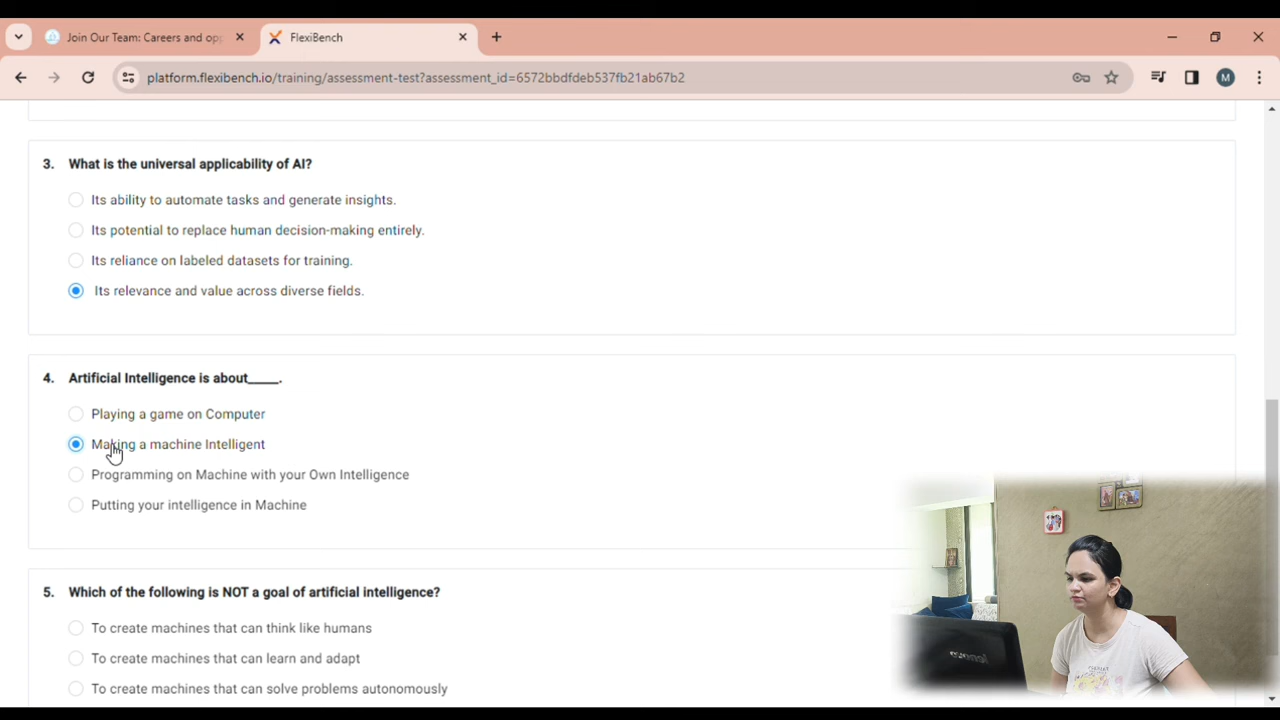 Join Our Team: Careers and op
FlexiBench
platform.flexibench.io/training/assessment-test?assessment_id=6572bbdfdeb537fb21ab67b2
M
3. What is the universal applicability of AI?
Its ability to automate tasks and generate insights.
Its potential to replace human decision-making entirely.
Its reliance on labeled datasets for training.
Its relevance and value across diverse fields.
4. Artificial Intelligence is about_____.
Playing a game on Computer
Making a machine Intelligent
Programming on Machine with your Own Intelligence
Putting your intelligence in Machine
5. Which of the following is NOT a goal of artificial intelligence?
To create machines that can think like humans
To create machines that can learn and adapt
To create machines that can solve problems autonomously
lenovo